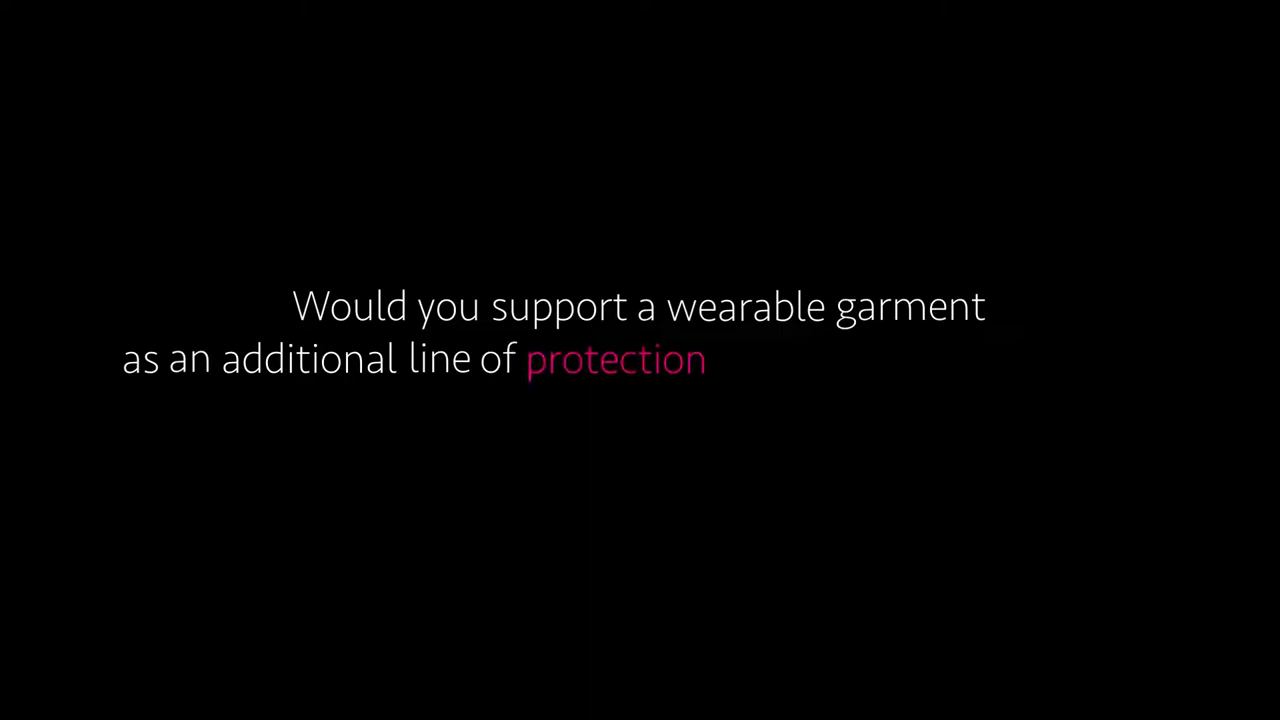 Would you support a wearable garment
as an additional line of protection